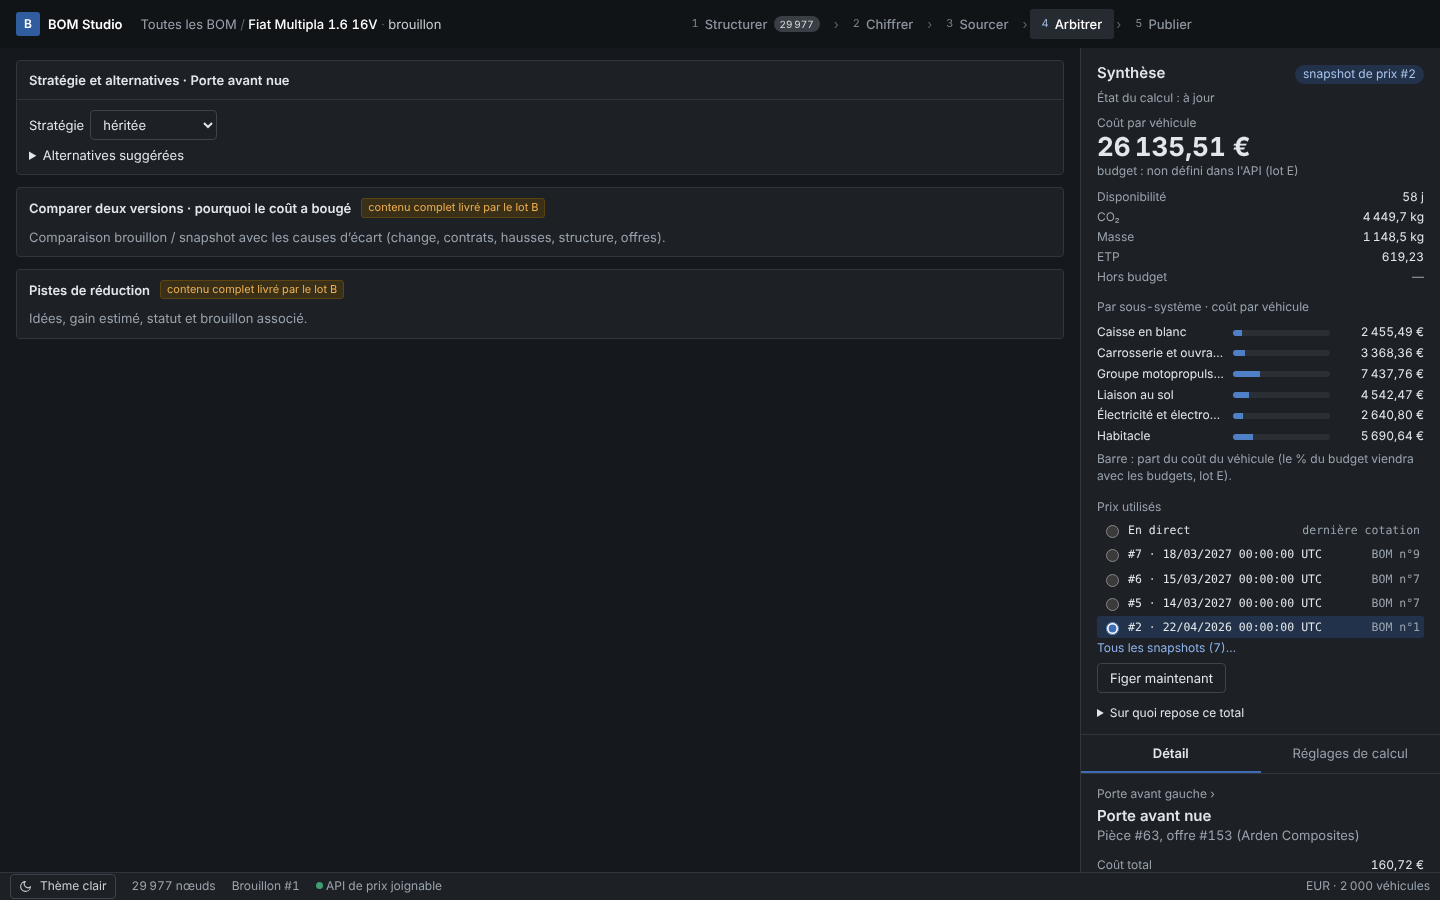 B BOM Studio Toutes les BOM / Fiat Multipla 1.6 16V · brouillon 1 Structurer 29 977 › 2 Chiffrer › 3 Sourcer › 4 Arbitrer › 5 Publier
Stratégie et alternatives · Porte avant nue
Stratégie héritée
Alternatives suggérées
Comparer deux versions · pourquoi le coût a bougé contenu complet livré par le lot B
Comparaison brouillon / snapshot avec les causes d'écart (change, contrats, hausses, structure, offres).
Pistes de réduction contenu complet livré par le lot B
Idées, gain estimé, statut et brouillon associé.
Synthèse snapshot de prix #2
État du calcul : à jour
Coût par véhicule
26 135,51 €
budget : non défini dans l'API (lot E)
Disponibilité 58 j
CO₂ 4 449,7 kg
Masse 1 148,5 kg
ETP 619,23
Hors budget —
Par sous-système · coût par véhicule
Caisse en blanc 2 455,49 €
Carrosserie et ouvra... 3 368,36 €
Groupe motopropuls... 7 437,76 €
Liaison au sol 4 542,47 €
Électricité et électro... 2 640,80 €
Habitacle 5 690,64 €
Barre : part du coût du véhicule (le % du budget viendra
avec les budgets, lot E).
Prix utilisés
En direct dernière cotation
#7 · 18/03/2027 00:00:00 UTC BOM n°9
#6 · 15/03/2027 00:00:00 UTC BOM n°7
#5 · 14/03/2027 00:00:00 UTC BOM n°7
#2 · 22/04/2026 00:00:00 UTC BOM n°1
Tous les snapshots (7)...
Figer maintenant
Sur quoi repose ce total
Détail Réglages de calcul
Porte avant gauche ›
Porte avant nue
Pièce #63, offre #153 (Arden Composites)
Coût total 160,72 €
Thème clair 29 977 nœuds Brouillon #1 API de prix joignable EUR · 2 000 véhicules